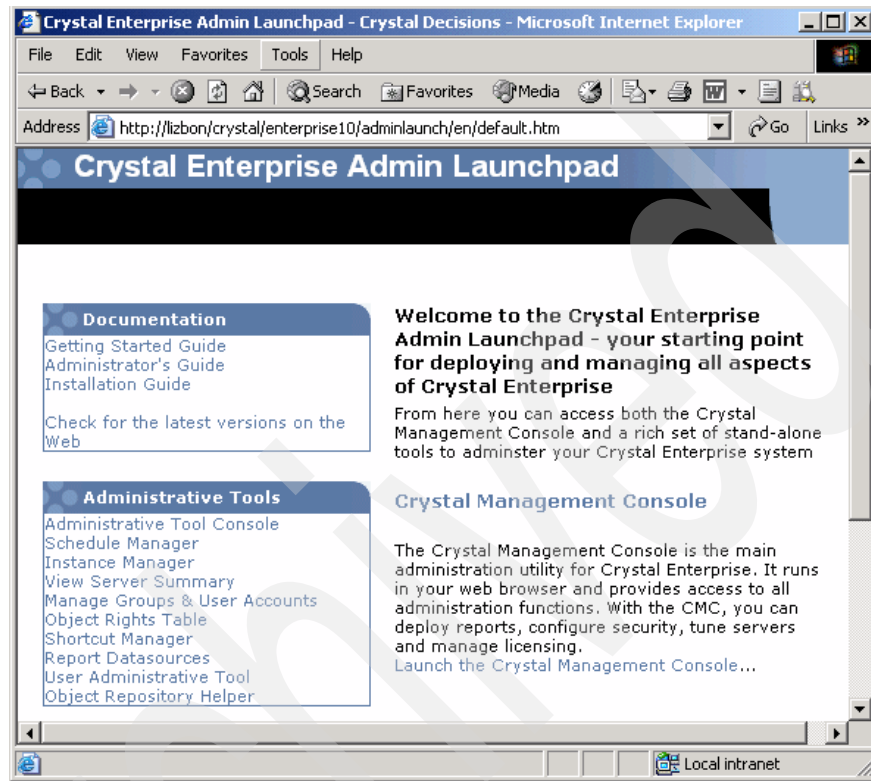 Crystal Enterprise Admin Launchpad - Crystal Decisions - Microsoft Internet Explorer
File Edit View Favorites Tools Help
Back Search Favorites Media
Address http://lizbon/crystal/enterprise10/adminlaunch/en/default.htm Go Links »
Crystal Enterprise Admin Launchpad
Documentation
Getting Started Guide
Administrator's Guide
Installation Guide
Check for the latest versions on the
Web
Administrative Tools
Administrative Tool Console
Schedule Manager
Instance Manager
View Server Summary
Manage Groups & User Accounts
Object Rights Table
Shortcut Manager
Report Datasources
User Administrative Tool
Object Repository Helper
Welcome to the Crystal Enterprise
Admin Launchpad - your starting point
for deploying and managing all aspects
of Crystal Enterprise
From here you can access both the Crystal
Management Console and a rich set of stand-alone
tools to adminster your Crystal Enterprise system
Crystal Management Console
The Crystal Management Console is the main
administration utility for Crystal Enterprise. It runs
in your web browser and provides access to all
administration functions. With the CMC, you can
deploy reports, configure security, tune servers
and manage licensing.
Launch the Crystal Management Console...
Local intranet